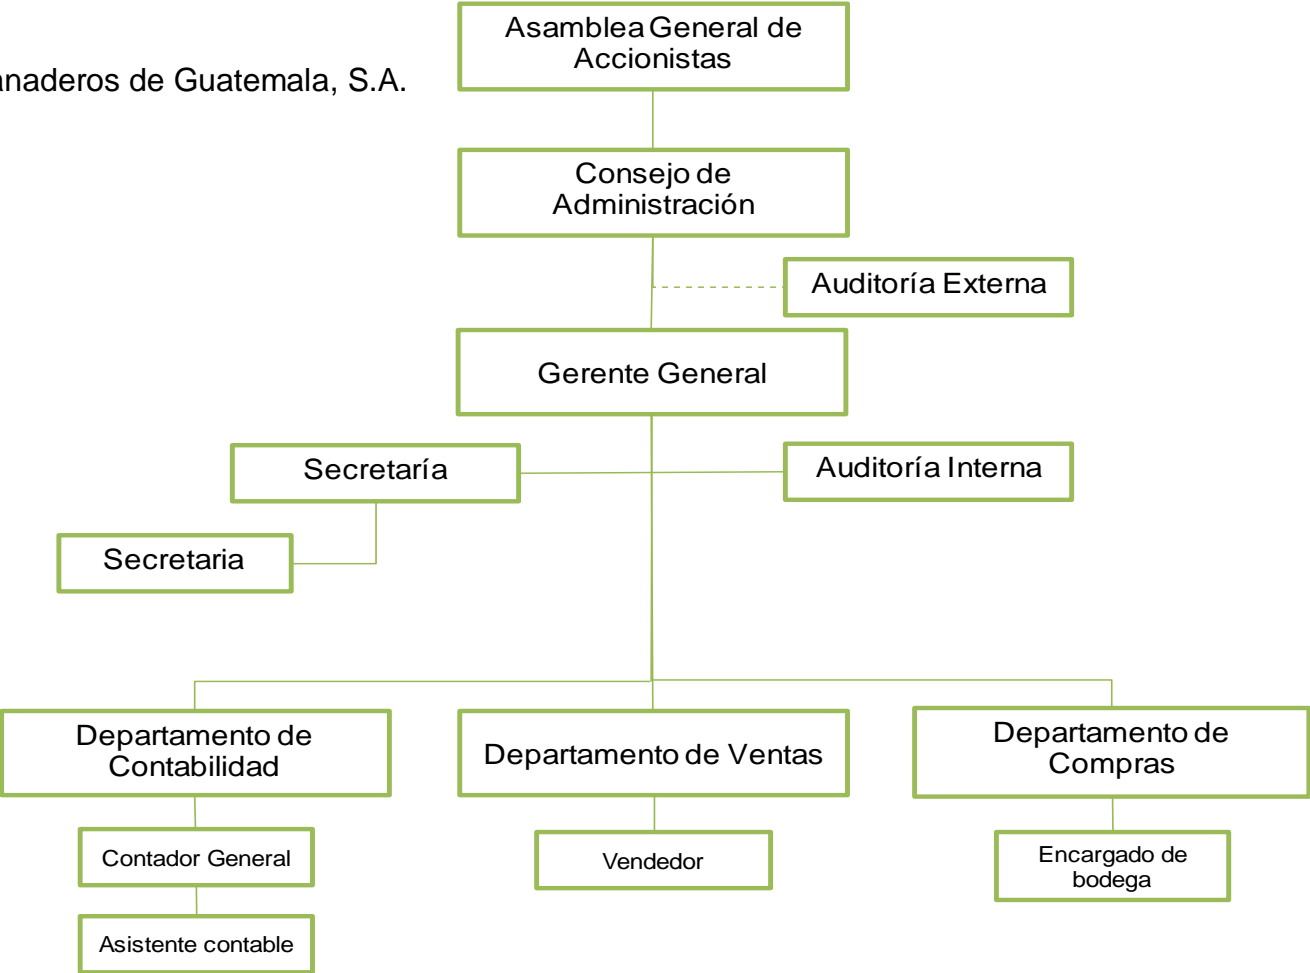 Asamblea General de
Accionistas
anaderos de Guatemala, S.A.
Consejo de
Administración
Auditoría Externa
Gerente General
Secretaría
Auditoría Interna
Secretaria
Departamento de
Contabilidad
Departamento de Ventas
Departamento de
Compras
Contador General
Vendedor
Encargado de
bodega
Asistente contable